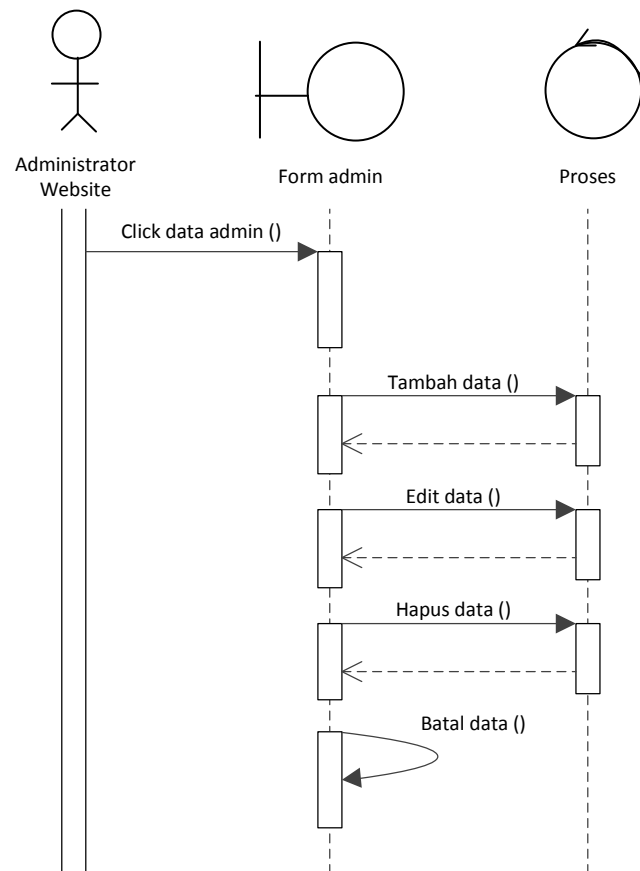 Administrator
Website
Form admin
Proses
Click data admin ()
Tambah data ()
Edit data ()
Hapus data ()
Batal data ()